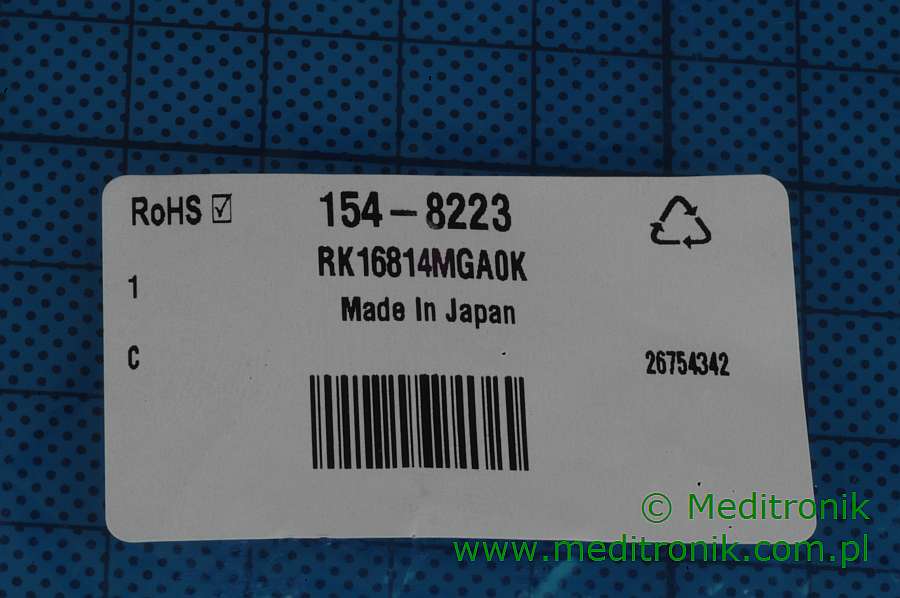 RoHS ☑
154-8223
RK16814MGA0K
1
Made In Japan
C
26754342
© Meditronik
www.meditronik.com.pl